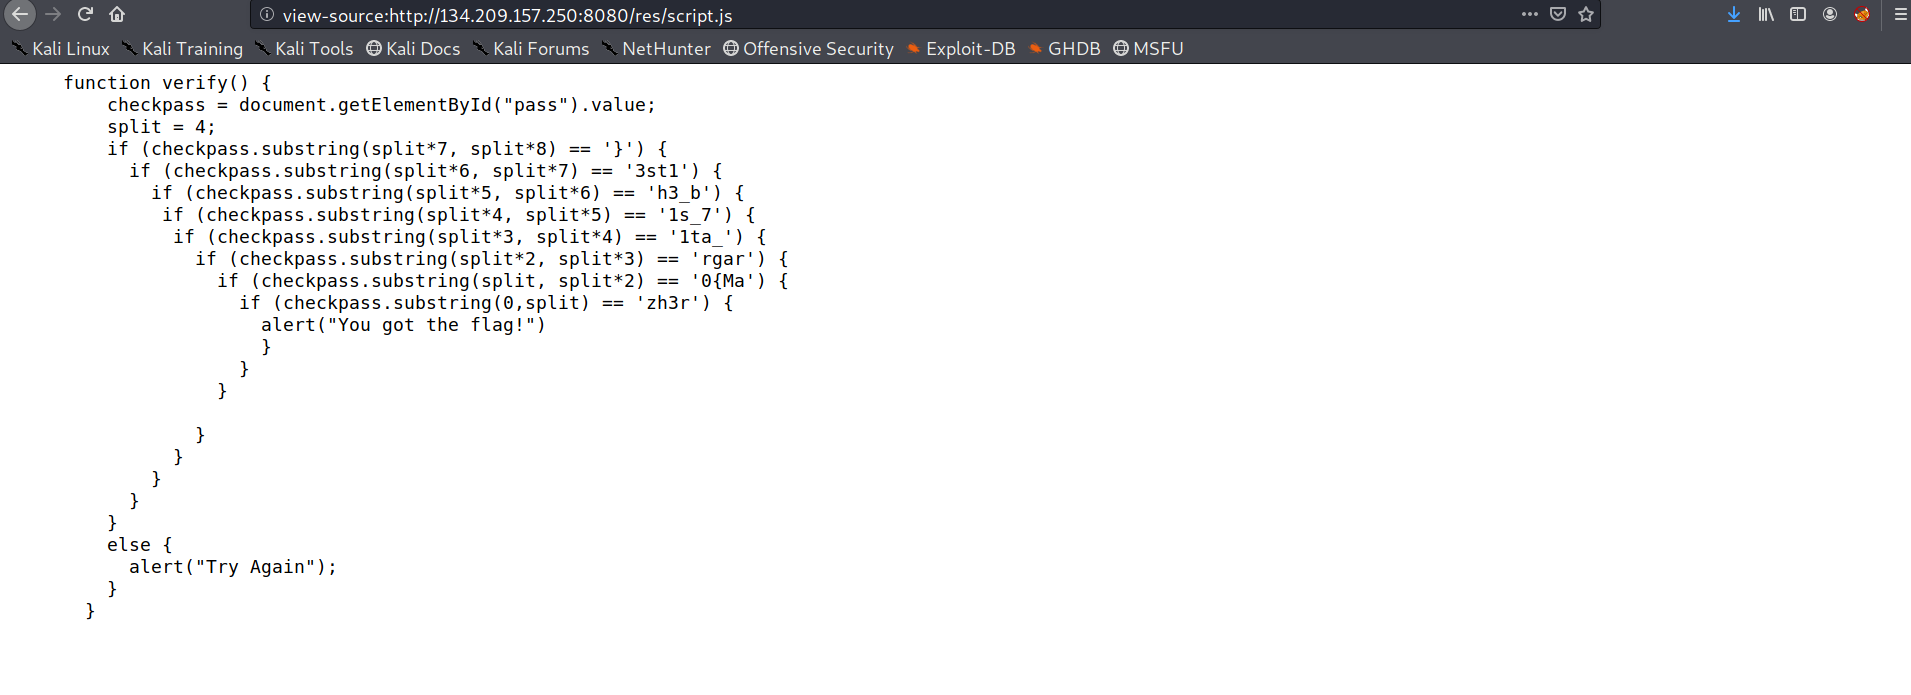 view-source:http://134.209.157.250:8080/res/script.js
Kali Linux Kali Training Kali Tools Kali Docs Kali Forums NetHunter Offensive Security Exploit-DB GHDB MSFU
function verify() {
    checkpass = document.getElementById("pass").value;
    split = 4;
    if (checkpass.substring(split*7, split*8) == '}') {
      if (checkpass.substring(split*6, split*7) == '3st1') {
        if (checkpass.substring(split*5, split*6) == 'h3_b') {
         if (checkpass.substring(split*4, split*5) == '1s_7') {
          if (checkpass.substring(split*3, split*4) == '1ta_') {
            if (checkpass.substring(split*2, split*3) == 'rgar') {
              if (checkpass.substring(split, split*2) == '0{Ma') {
                if (checkpass.substring(0,split) == 'zh3r') {
                  alert("You got the flag!")
                  }
                }
              }
            }
          }
        }
      }
    }
    else {
      alert("Try Again");
    }
  }